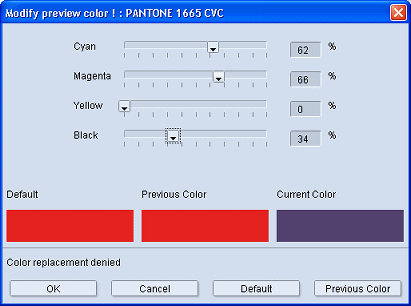 Modify preview color ! : PANTONE 1665 CVC
Cyan 62 %
Magenta 66 %
Yellow 0 %
Black 34 %
Default Previous Color Current Color
Color replacement denied
OK Cancel Default Previous Color